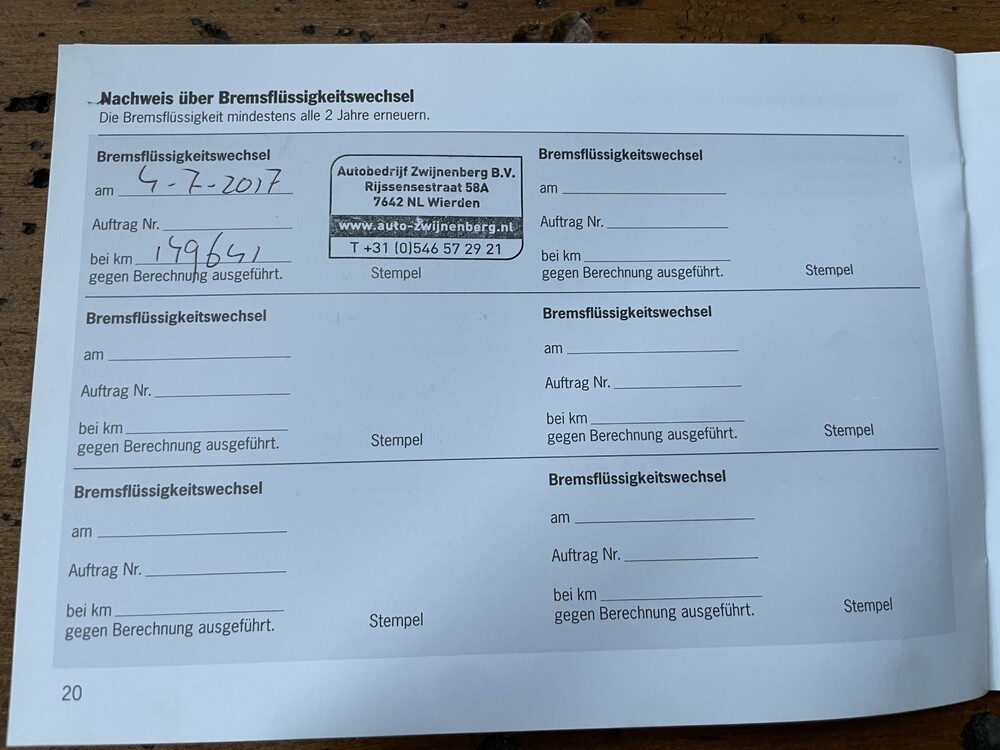 Nachweis über Bremsflüssigkeitswechsel
Die Bremsflüssigkeit mindestens alle 2 Jahre erneuern.
Bremsflüssigkeitswechsel
am 4-7-2017
Auftrag Nr.
bei km 149641
gegen Berechnung ausgeführt.
Autobedrijf Zwijnenberg B.V.
Rijssensestraat 58A
7642 NL Wierden
www.auto-zwijnenberg.nl
T +31 (0)546 57 29 21
Stempel
Bremsflüssigkeitswechsel
am
Auftrag Nr.
bei km
gegen Berechnung ausgeführt.
Stempel
Bremsflüssigkeitswechsel
am
Auftrag Nr.
bei km
gegen Berechnung ausgeführt.
Stempel
Bremsflüssigkeitswechsel
am
Auftrag Nr.
bei km
gegen Berechnung ausgeführt.
Stempel
Bremsflüssigkeitswechsel
am
Auftrag Nr.
bei km
gegen Berechnung ausgeführt.
Stempel
Bremsflüssigkeitswechsel
am
Auftrag Nr.
bei km
gegen Berechnung ausgeführt.
Stempel
20